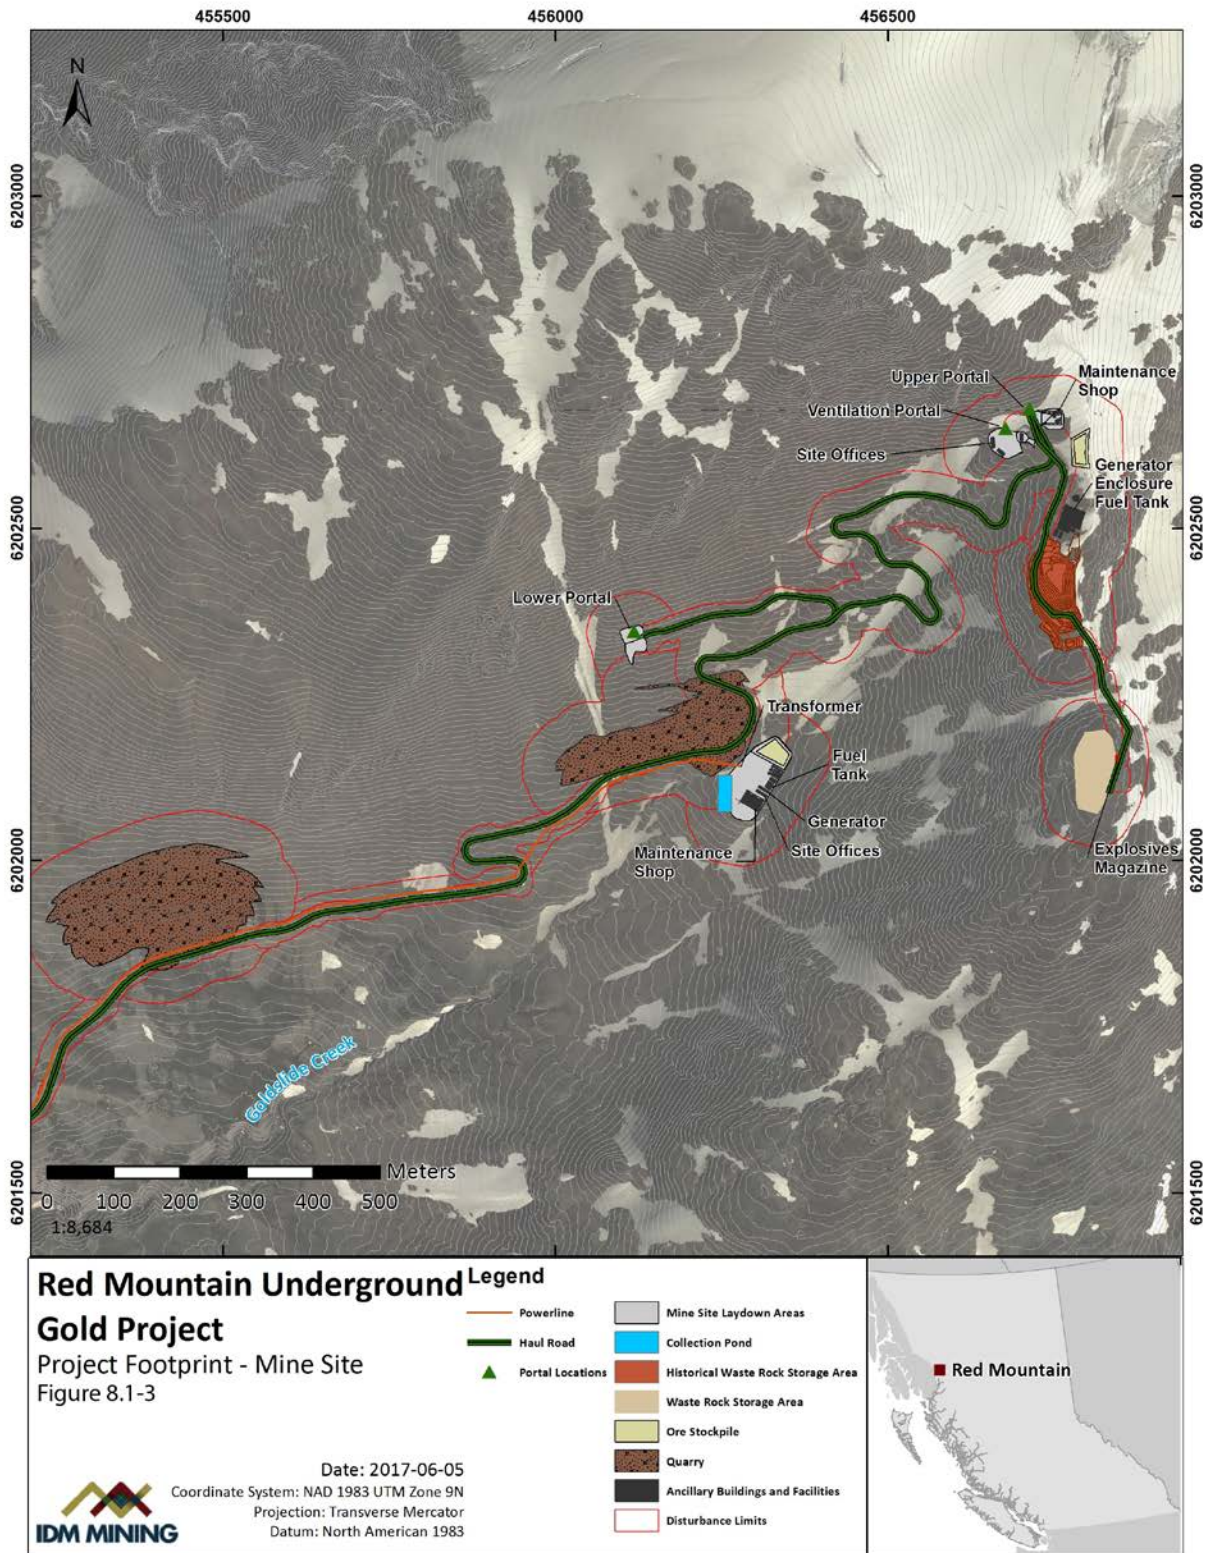 455500
456000
456500
N
6203000
6203000
Upper Portal
Maintenance
Shop
Ventilation Portal
Site Offices
Generator
Enclosure
Fuel Tank
6202500
6202500
Lower Portal
Transformer
Fuel
Tank
Generator
Site Offices
Maintenance
Shop
Explosives
Magazine
6202000
6202000
Goldslide Creek
Meters
0 100 200 300 400 500
1:8,684
6201500
6201500
Red Mountain Underground
Gold Project
Project Footprint - Mine Site
Figure 8.1-3
Date: 2017-06-05
Coordinate System: NAD 1983 UTM Zone 9N
Projection: Transverse Mercator
Datum: North American 1983
IDM MINING
Legend
Powerline
Haul Road
Portal Locations
Mine Site Laydown Areas
Collection Pond
Historical Waste Rock Storage Area
Waste Rock Storage Area
Ore Stockpile
Quarry
Ancillary Buildings and Facilities
Disturbance Limits
Red Mountain